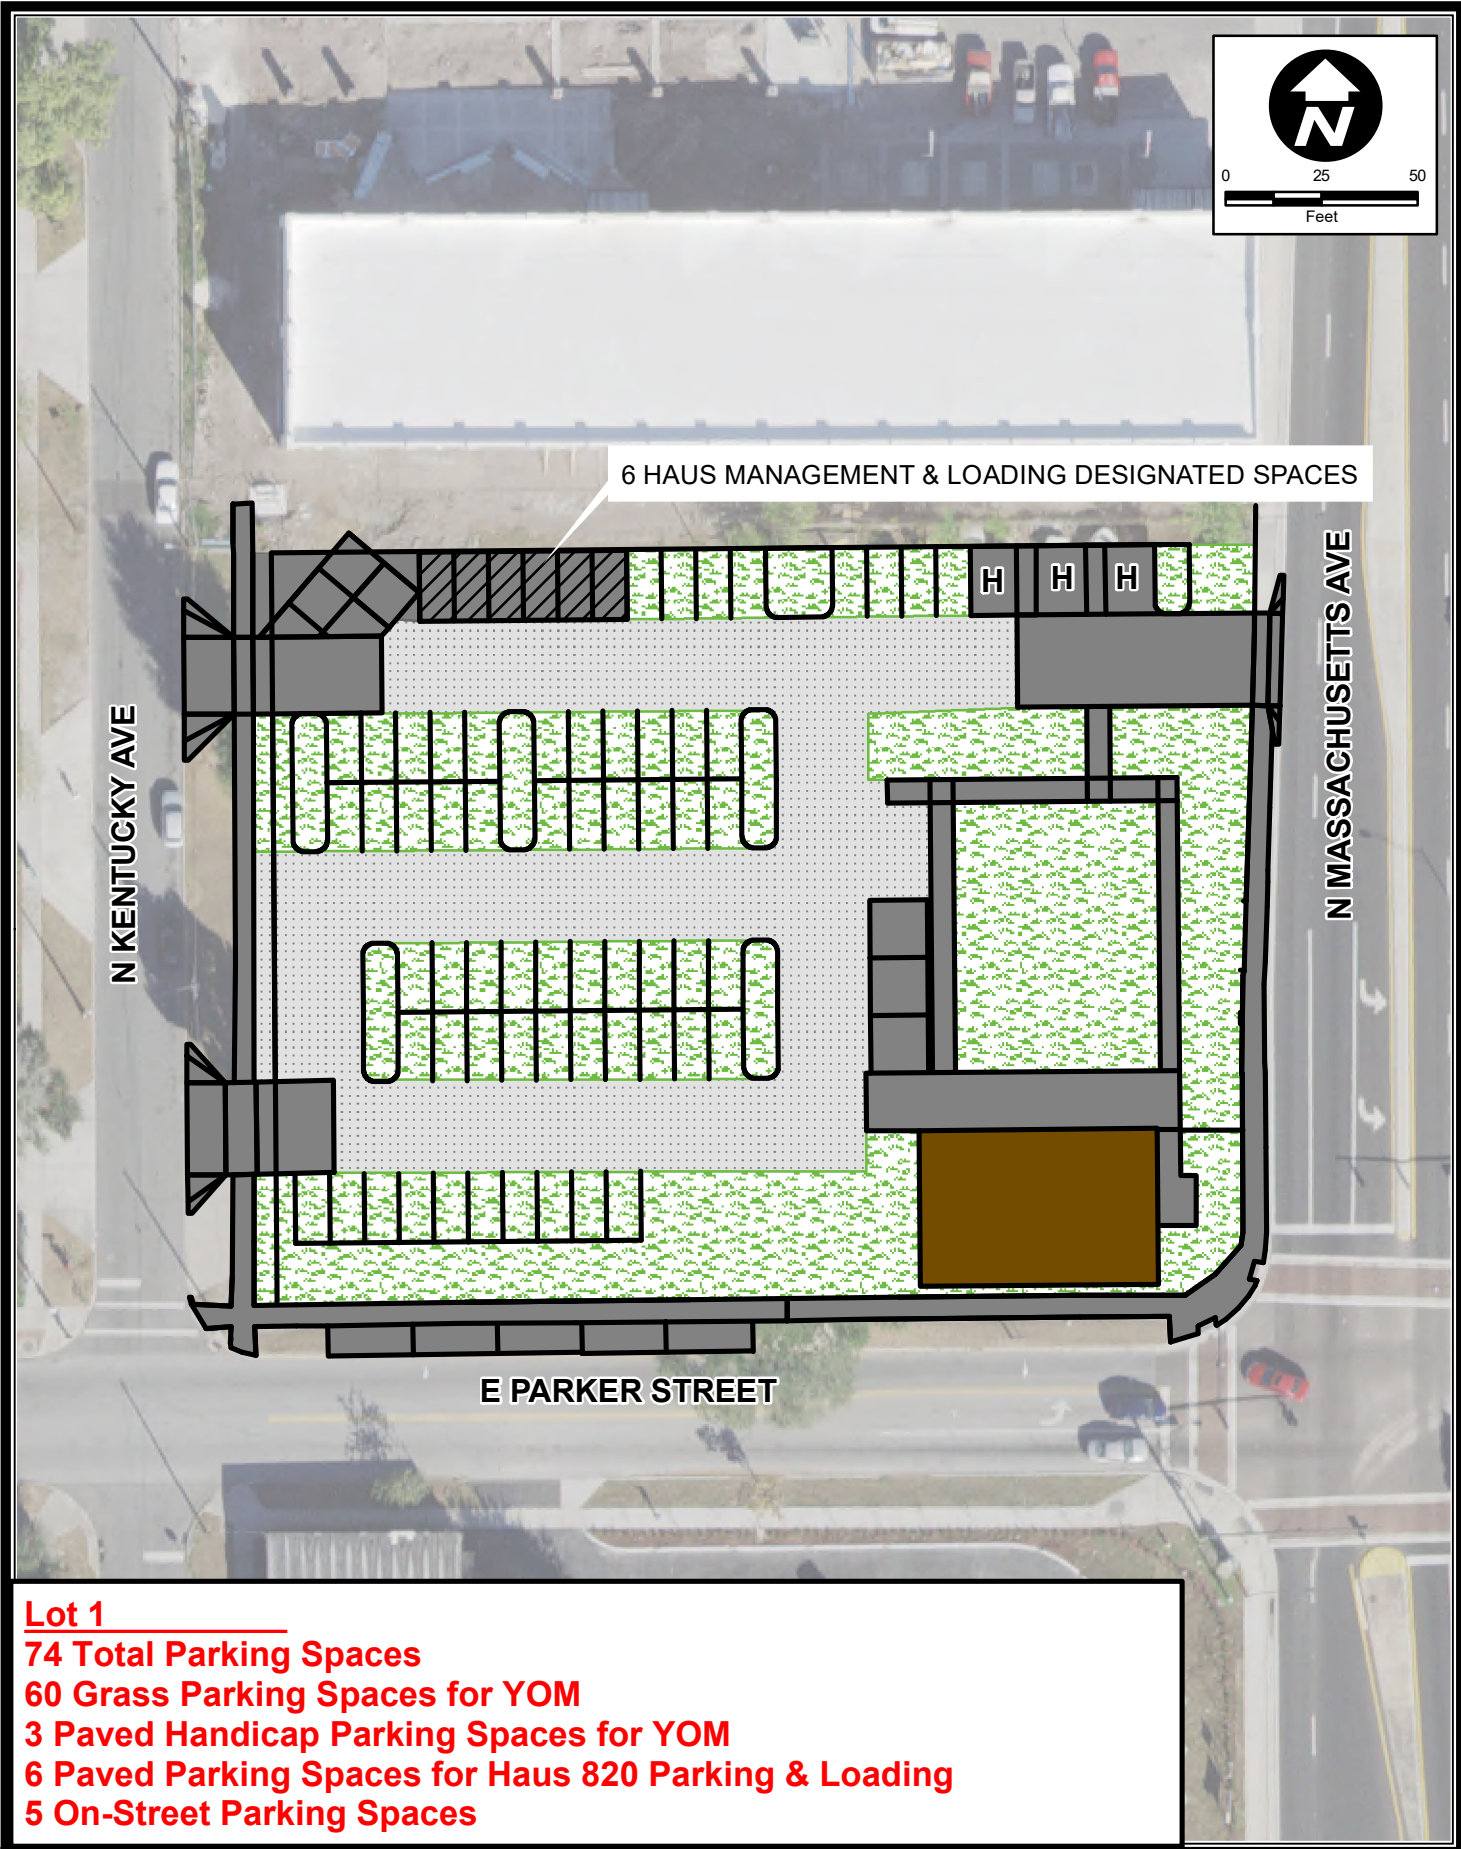 N
0 25 50
Feet
6 HAUS MANAGEMENT & LOADING DESIGNATED SPACES
H H H
N KENTUCKY AVE
N MASSACHUSETTS AVE
E PARKER STREET
Lot 1
74 Total Parking Spaces
60 Grass Parking Spaces for YOM
3 Paved Handicap Parking Spaces for YOM
6 Paved Parking Spaces for Haus 820 Parking & Loading
5 On-Street Parking Spaces